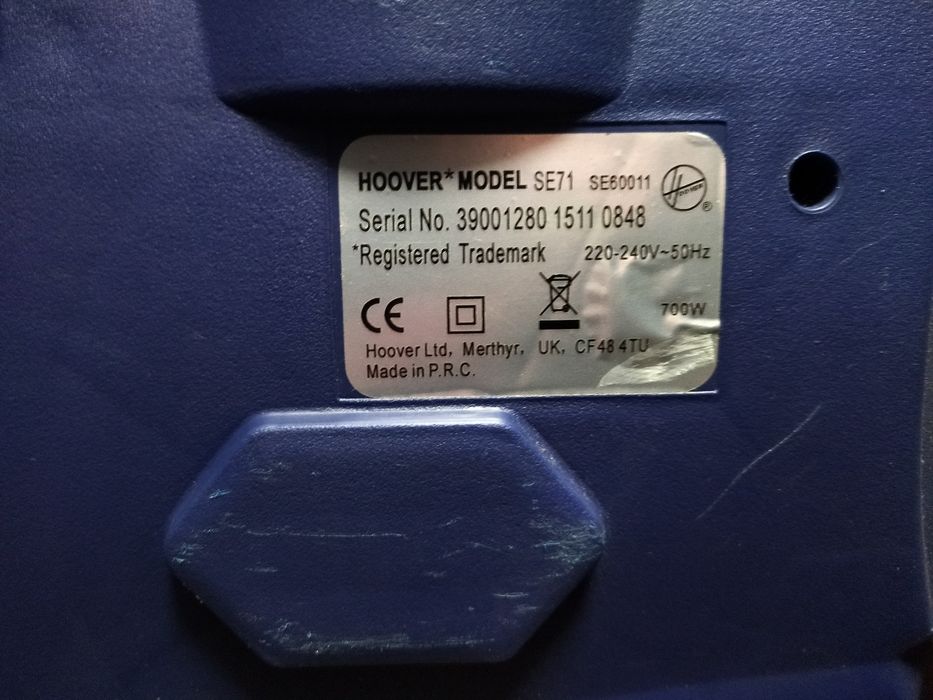 HOOVER* MODEL SE71 SE60011
Serial No. 39001280 1511 0848
*Registered Trademark 220-240V~50Hz
CE 700W
Hoover Ltd, Merthyr, UK, CF48 4TU
Made in P.R.C.